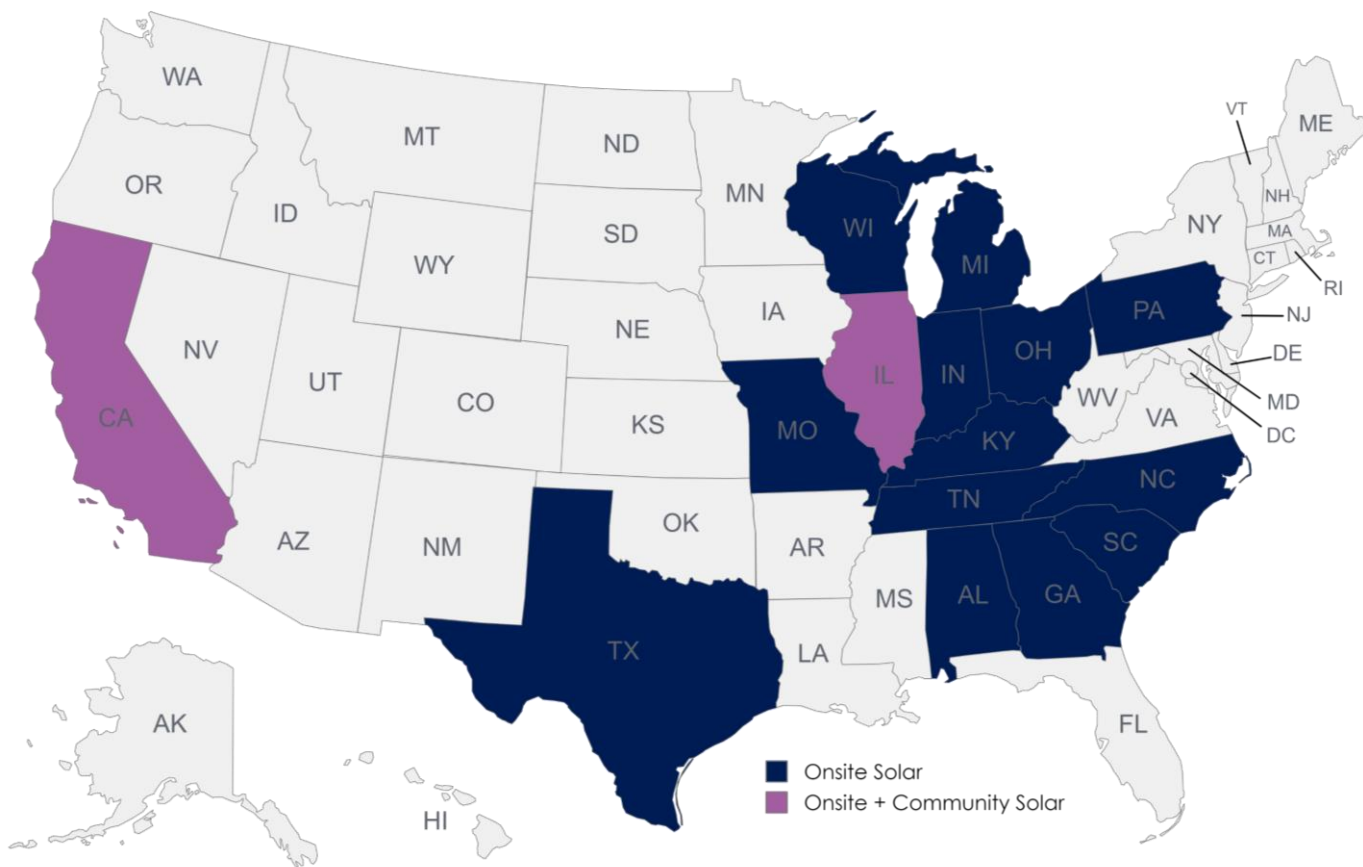 WA
MT
ND
MN
VT
ME
OR
ID
SD
WI
NY
NH
MA
CT
RI
WY
MI
IA
PA
NJ
NE
NV
UT
CO
IL
IN
OH
DE
WV
MD
VA
DC
CA
KS
MO
KY
AZ
NM
OK
TN
NC
AR
SC
MS
AL
GA
TX
LA
AK
FL
HI
Onsite Solar
Onsite + Community Solar